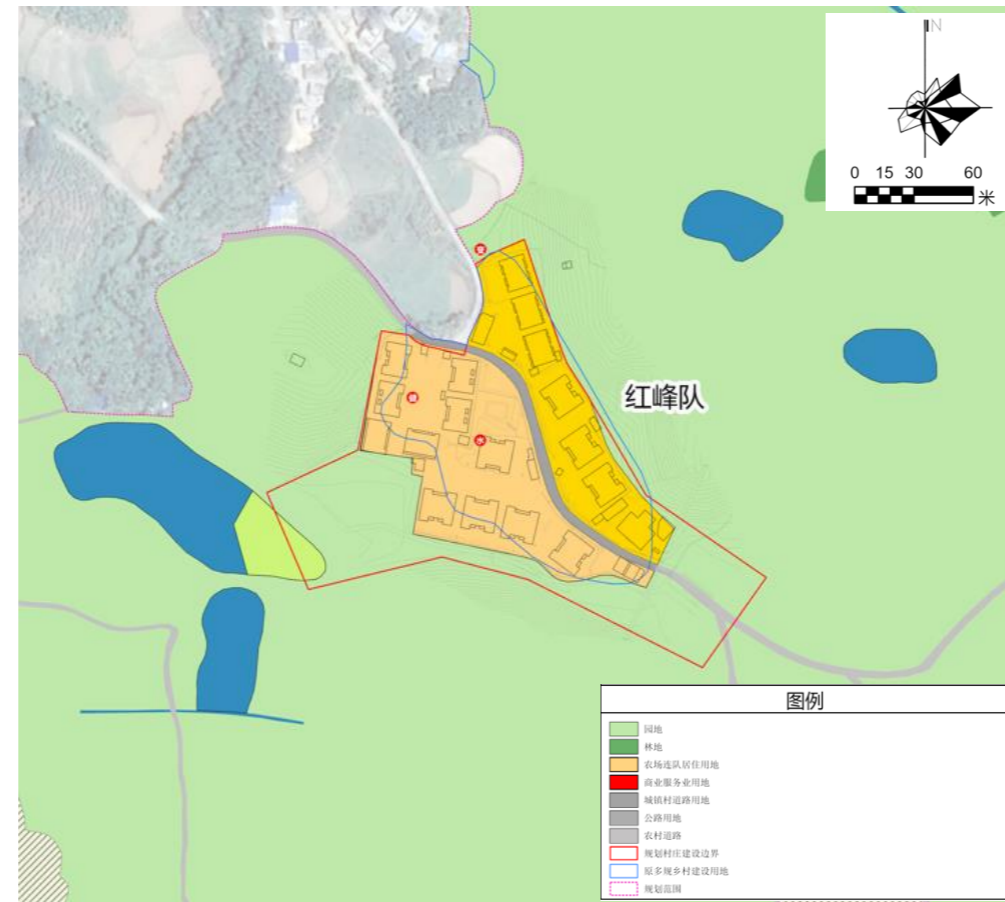 N
0 15 30 60
米
红峰队
水
图例
园地
林地
农场连队居住用地
商业服务业用地
城镇村道路用地
公路用地
农村道路
规划村庄建设边界
原多规乡村建设用地
规划范围